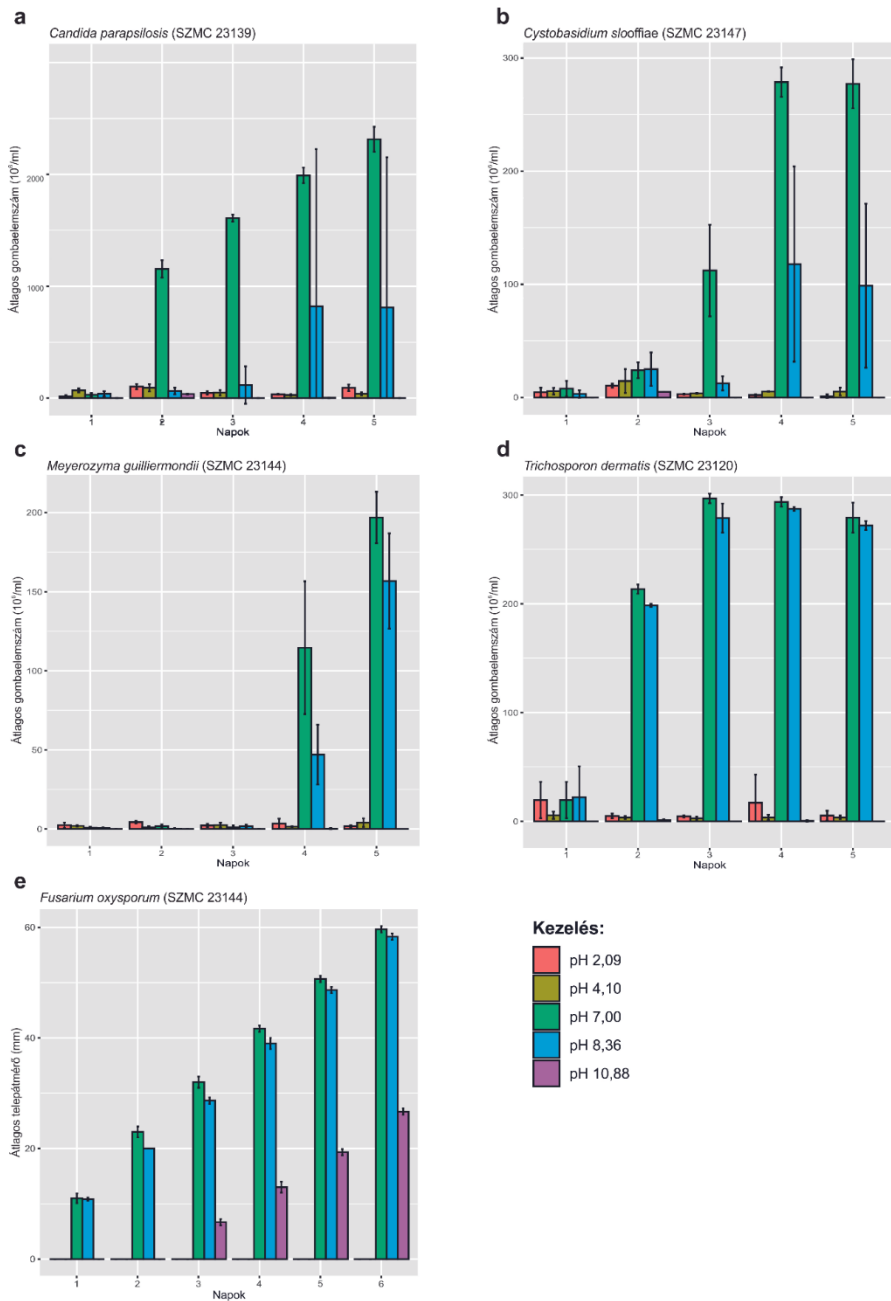 a
Candida parapsilosis (SZMC 23139)
Átlagos gombaelemszám (10⁶/ml)
2000
1000
0
1
2
3
4
5
Napok
b
Cystobasidium slooffiae (SZMC 23147)
Átlagos gombaelemszám (10⁶/ml)
300
200
100
0
1
2
3
4
5
Napok
c
Meyerozyma guilliermondii (SZMC 23144)
Átlagos gombaelemszám (10⁶/ml)
200
150
100
50
0
1
2
3
4
5
Napok
d
Trichosporon dermatis (SZMC 23120)
Átlagos gombaelemszám (10⁶/ml)
300
200
100
0
1
2
3
4
5
Napok
e
Fusarium oxysporum (SZMC 23144)
Átlagos telepátmérő (mm)
60
40
20
0
1
2
3
4
5
6
Napok
Kezelés:
pH 2,09
pH 4,10
pH 7,00
pH 8,36
pH 10,88